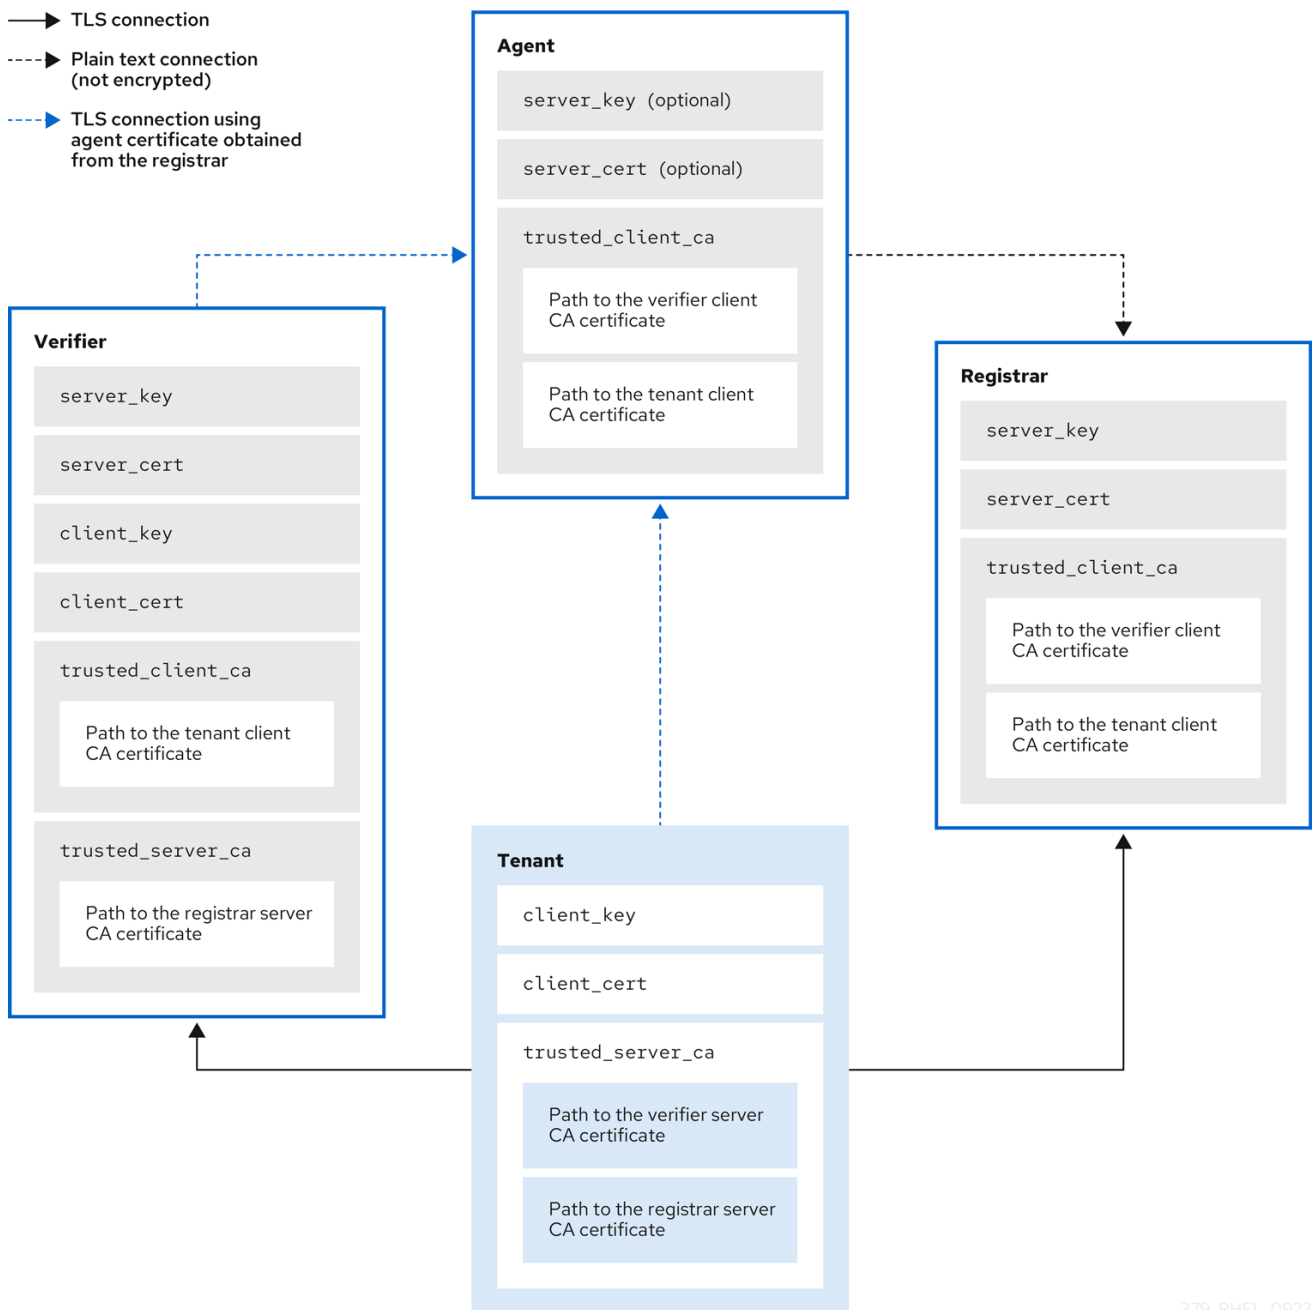 TLS connection
Plain text connection
(not encrypted)
TLS connection using
agent certificate obtained
from the registrar
Agent
server_key (optional)
server_cert (optional)
trusted_client_ca
Path to the verifier client
CA certificate
Path to the tenant client
CA certificate
Verifier
server_key
server_cert
client_key
client_cert
trusted_client_ca
Path to the tenant client
CA certificate
trusted_server_ca
Path to the registrar server
CA certificate
Registrar
server_key
server_cert
trusted_client_ca
Path to the verifier client
CA certificate
Path to the tenant client
CA certificate
Tenant
client_key
client_cert
trusted_server_ca
Path to the verifier server
CA certificate
Path to the registrar server
CA certificate